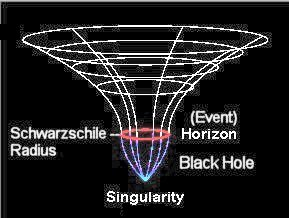 (Event)
Schwarzschile Horizon
Radius
Black Hole
Singularity